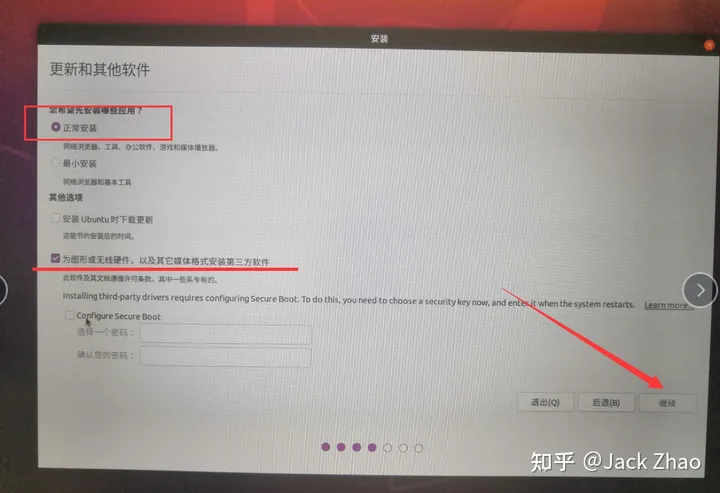 安装
更新和其他软件
您希望先安装哪些应用？
正常安装
网络浏览器、工具、办公软件、游戏和媒体播放器。
最小安装
网络浏览器和基本工具
其他选项
安装 Ubuntu 时下载更新
这能节约安装后的时间。
为图形或无线硬件，以及其它媒体格式安装第三方软件
此软件及其文档遵循许可条款。其中一些是专有的。
Installing third-party drivers requires configuring Secure Boot. To do this, you need to choose a security key now, and enter it when the system restarts. Learn more...
Configure Secure Boot
选择一个密码：
确认您的密码：
退出(Q) 后退(B) 继续
知乎 @Jack Zhao